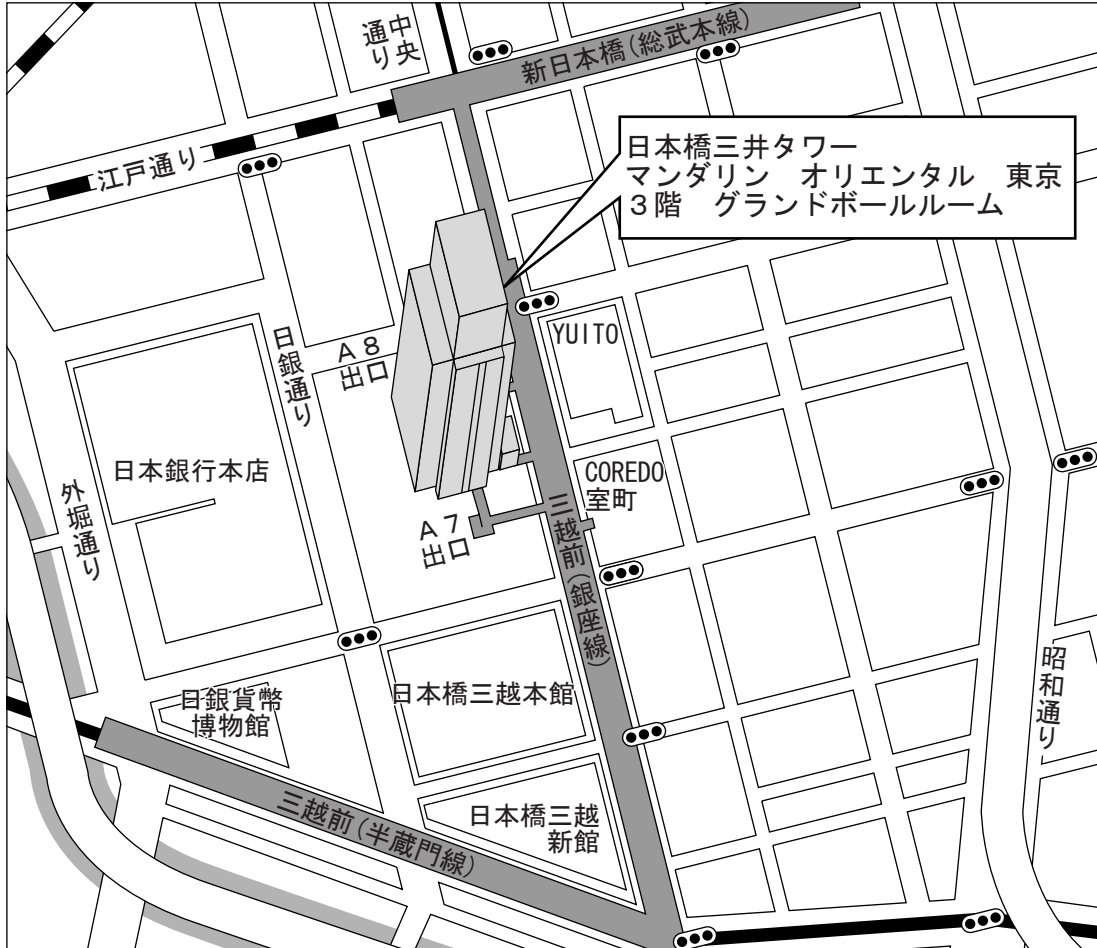 中央
通り
新日本橋(総武本線)
江戸通り
日本橋三井タワー
マンダリン　オリエンタル　東京
３階　グランドボールルーム
YUITO
日銀通り
Ａ８
出口
日本銀行本店
COREDO
室町
外堀通り
Ａ７
出口
三越前(銀座線)
昭和通り
日銀貨幣
博物館
日本橋三越本館
三越前(半蔵門線)
日本橋三越
新館